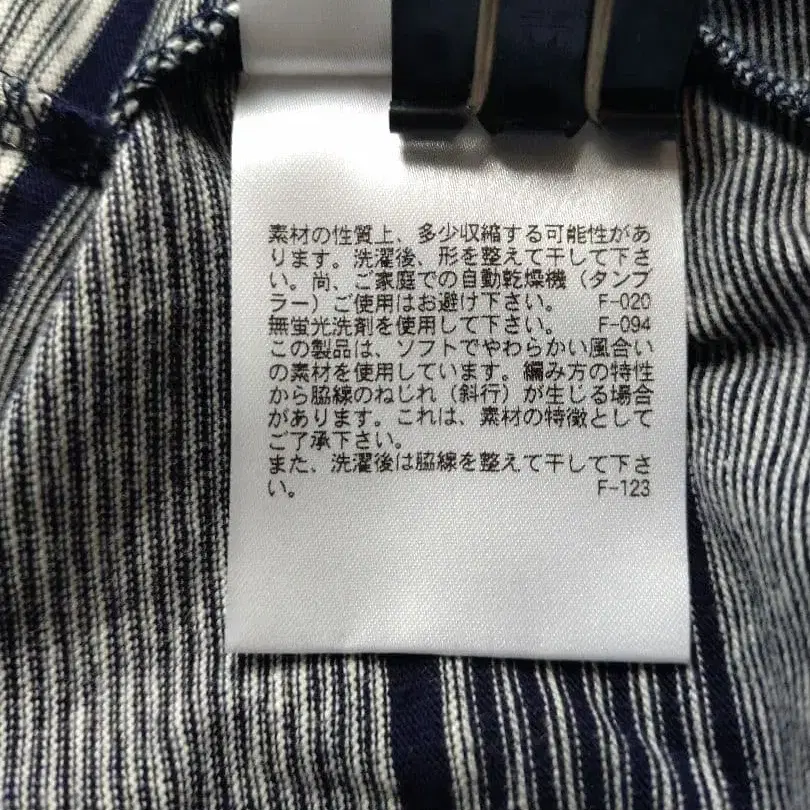 素材の性質上、多少収縮する可能性があ
ります。洗濯後、形を整えて干して下さ
い。尚、ご家庭での自動乾燥機（タンブ
ラー）ご使用はお避け下さい。 F-020
無蛍光洗剤を使用して下さい。 F-094
この製品は、ソフトでやわらかい風合い
の素材を使用しています。編み方の特性
から脇線のねじれ（斜行）が生じる場合
があります。これは、素材の特徴として
ご了承下さい。
また、洗濯後は脇線を整えて干して下さ
い。 F-123